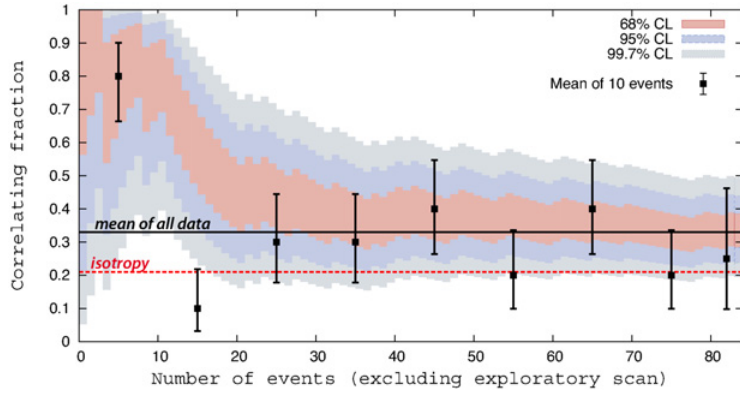 1
0.9
0.8
0.7
0.6
0.5
0.4
0.3
0.2
0.1
0
Correlating fraction
68% CL
95% CL
99.7% CL
Mean of 10 events
mean of all data
isotropy
0 10 20 30 40 50 60 70 80
Number of events (excluding exploratory scan)